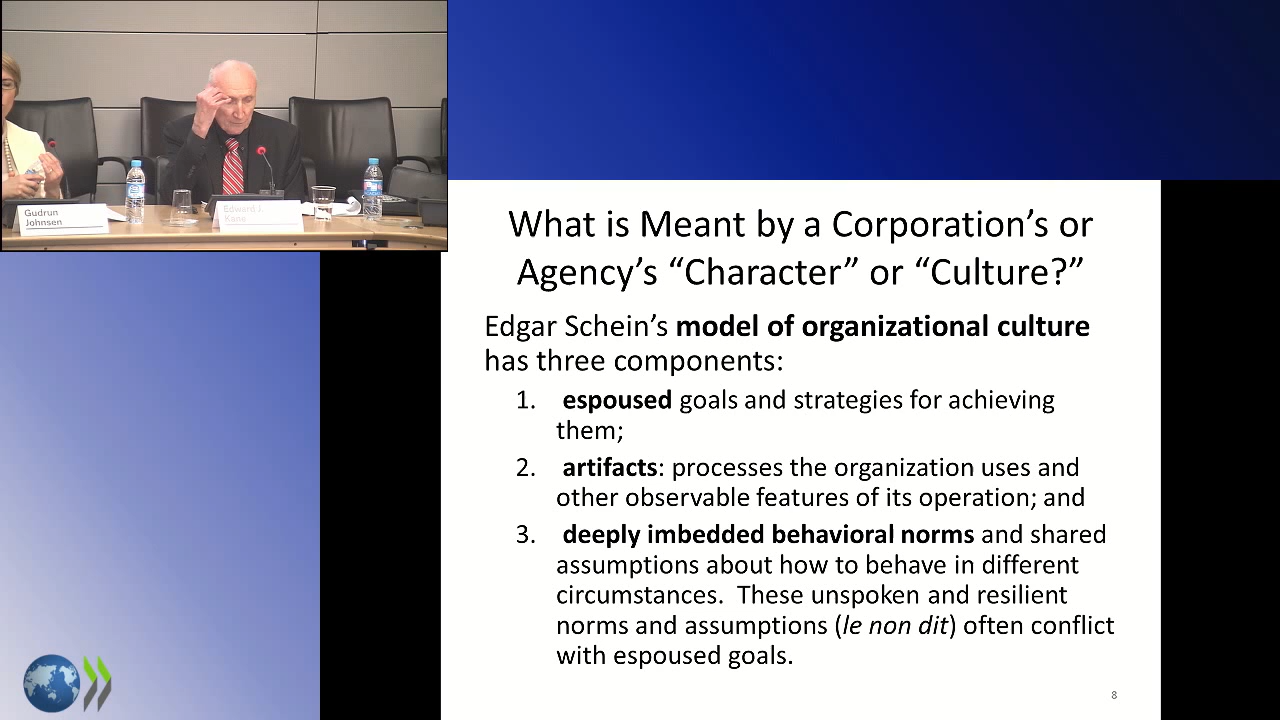 Gudrun
Johnsen
Edward J.
Kane
What is Meant by a Corporation’s or
Agency’s “Character” or “Culture?”
Edgar Schein’s model of organizational culture
has three components:
1. espoused goals and strategies for achieving
them;
2. artifacts: processes the organization uses and
other observable features of its operation; and
3. deeply imbedded behavioral norms and shared
assumptions about how to behave in different
circumstances.  These unspoken and resilient
norms and assumptions (le non dit) often conflict
with espoused goals.
8